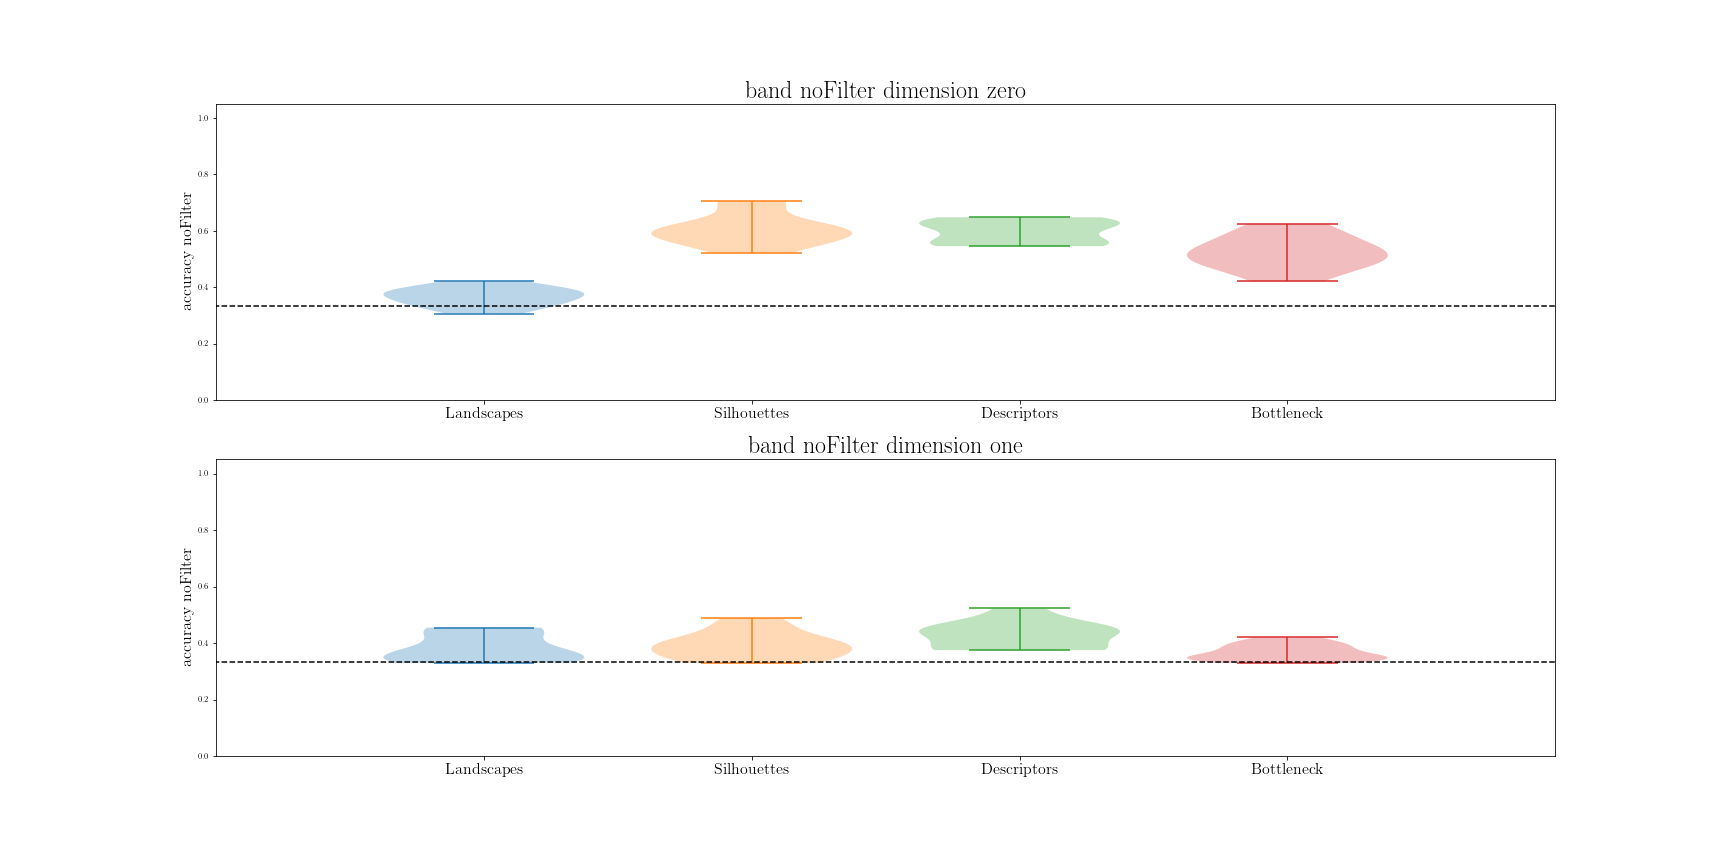 band noFilter dimension zero
accuracy noFilter
1.0
0.8
0.6
0.4
0.2
0.0
Landscapes Silhouettes Descriptors Bottleneck
band noFilter dimension one
accuracy noFilter
1.0
0.8
0.6
0.4
0.2
0.0
Landscapes Silhouettes Descriptors Bottleneck